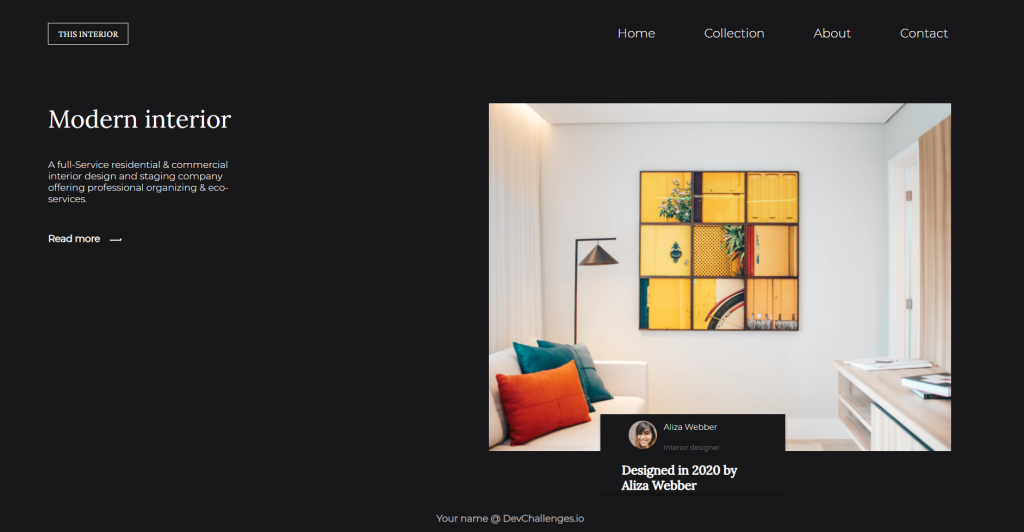 THIS INTERIOR
Home
Collection
About
Contact
Modern interior
A full-Service residential & commercial
interior design and staging company
offering professional organizing & eco-
services.
Read more
Aliza Webber
Interior designer
Designed in 2020 by
Aliza Webber
Your name @ DevChallenges.io